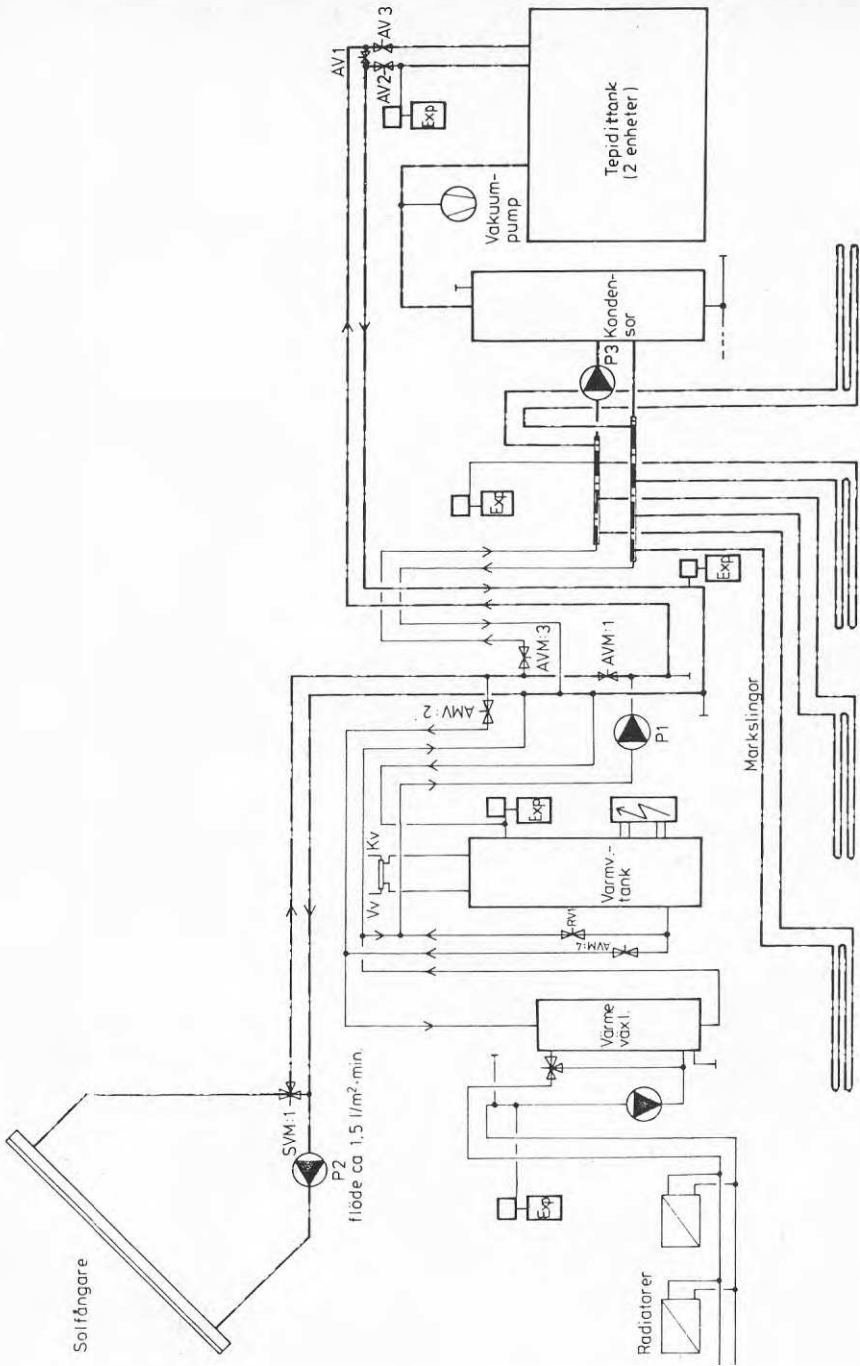 Solfångare
SVM:1
P2
flöde ca 1.5 l/m²·min.
Radiatorer
Exp
Värme
växl.
AVM:4
RV1
Vv
Kv
Varmv.-
tank
Exp
P1
AMV:2
AVM:3
AVM:1
Exp
Exp
Markslingor
P3
Konden-
sor
Vakuum-
pump
Exp
AV1
AV2
AV3
Tepidittank
(2 enheter)